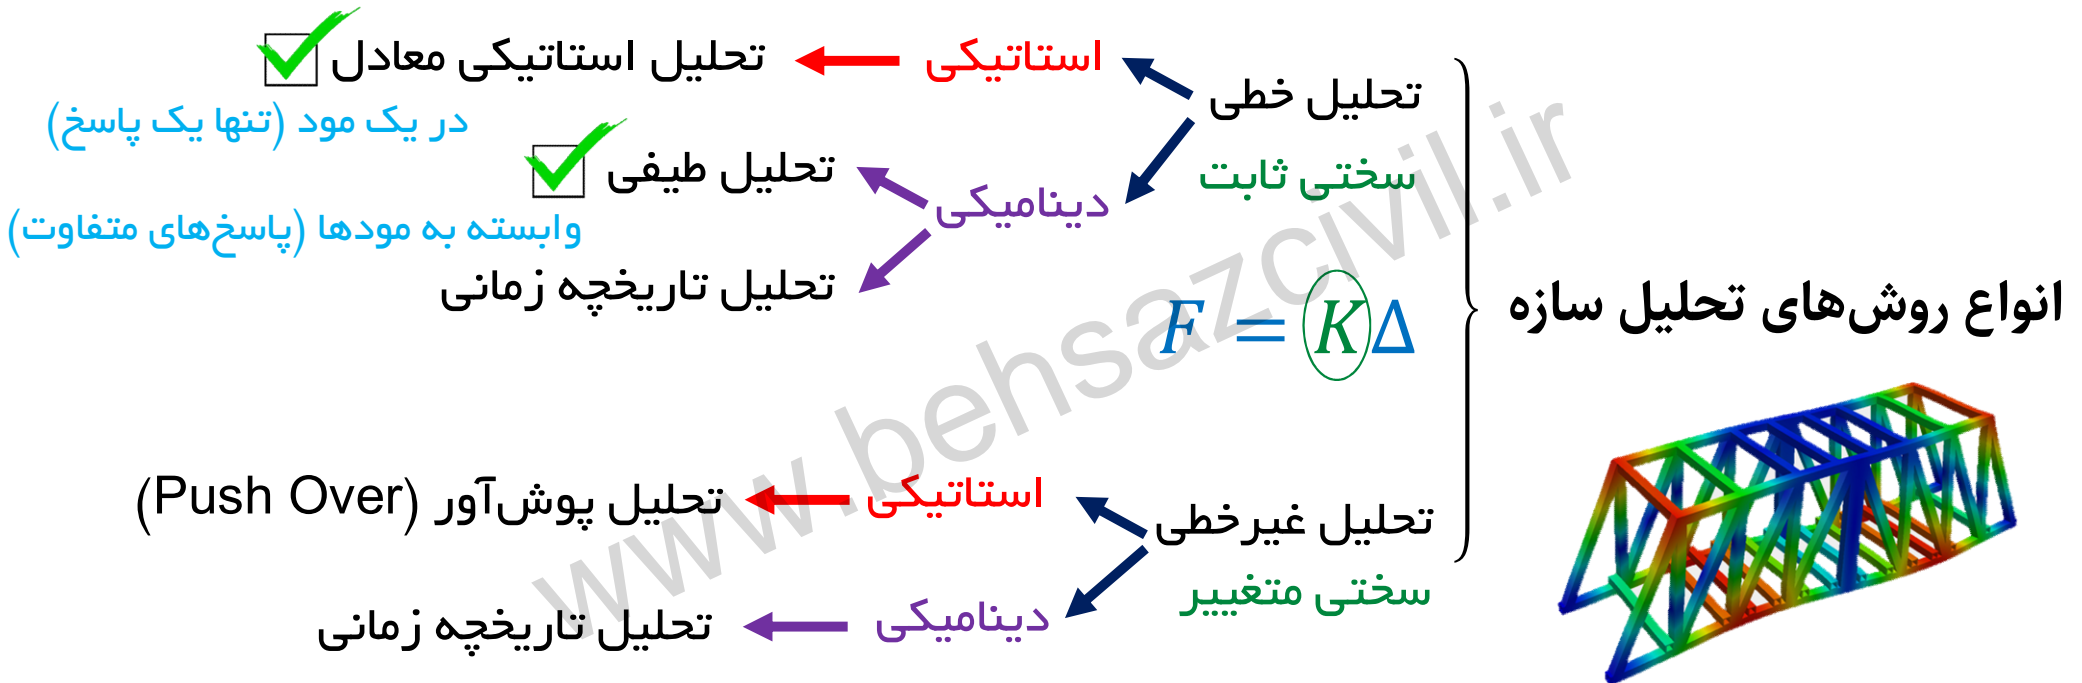 انواع روش‌های تحلیل سازه
تحلیل خطی
سختی ثابت
F = KΔ
استاتیکی
تحلیل استاتیکی معادل
در یک مود (تنها یک پاسخ)
دینامیکی
تحلیل طیفی
وابسته به مودها (پاسخ‌های متفاوت)
تحلیل تاریخچه زمانی
تحلیل غیرخطی
سختی متغییر
استاتیکی
تحلیل پوش‌آور (Push Over)
دینامیکی
تحلیل تاریخچه زمانی
www.behsazcivil.ir